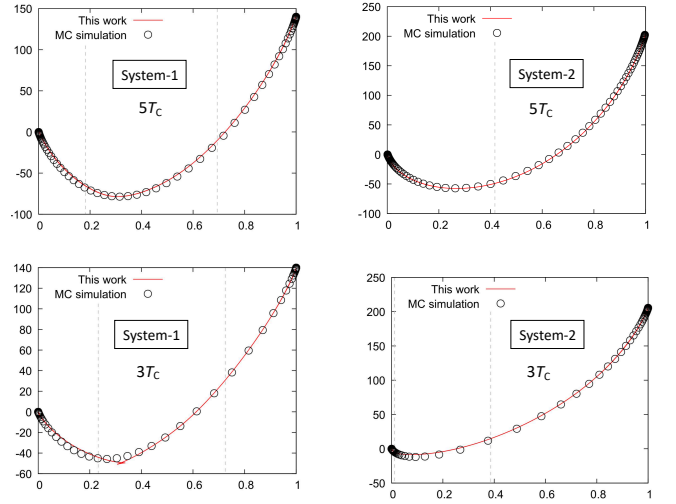 150
100
50
0
-50
-100
0 0.2 0.4 0.6 0.8 1
This work
MC simulation
System-1
5TC
250
200
150
100
50
0
-50
-100
0 0.2 0.4 0.6 0.8 1
This work
MC simulation
System-2
5TC
140
120
100
80
60
40
20
0
-20
-40
-60
0 0.2 0.4 0.6 0.8 1
This work
MC simulation
System-1
3TC
250
200
150
100
50
0
-50
0 0.2 0.4 0.6 0.8 1
This work
MC simulation
System-2
3TC